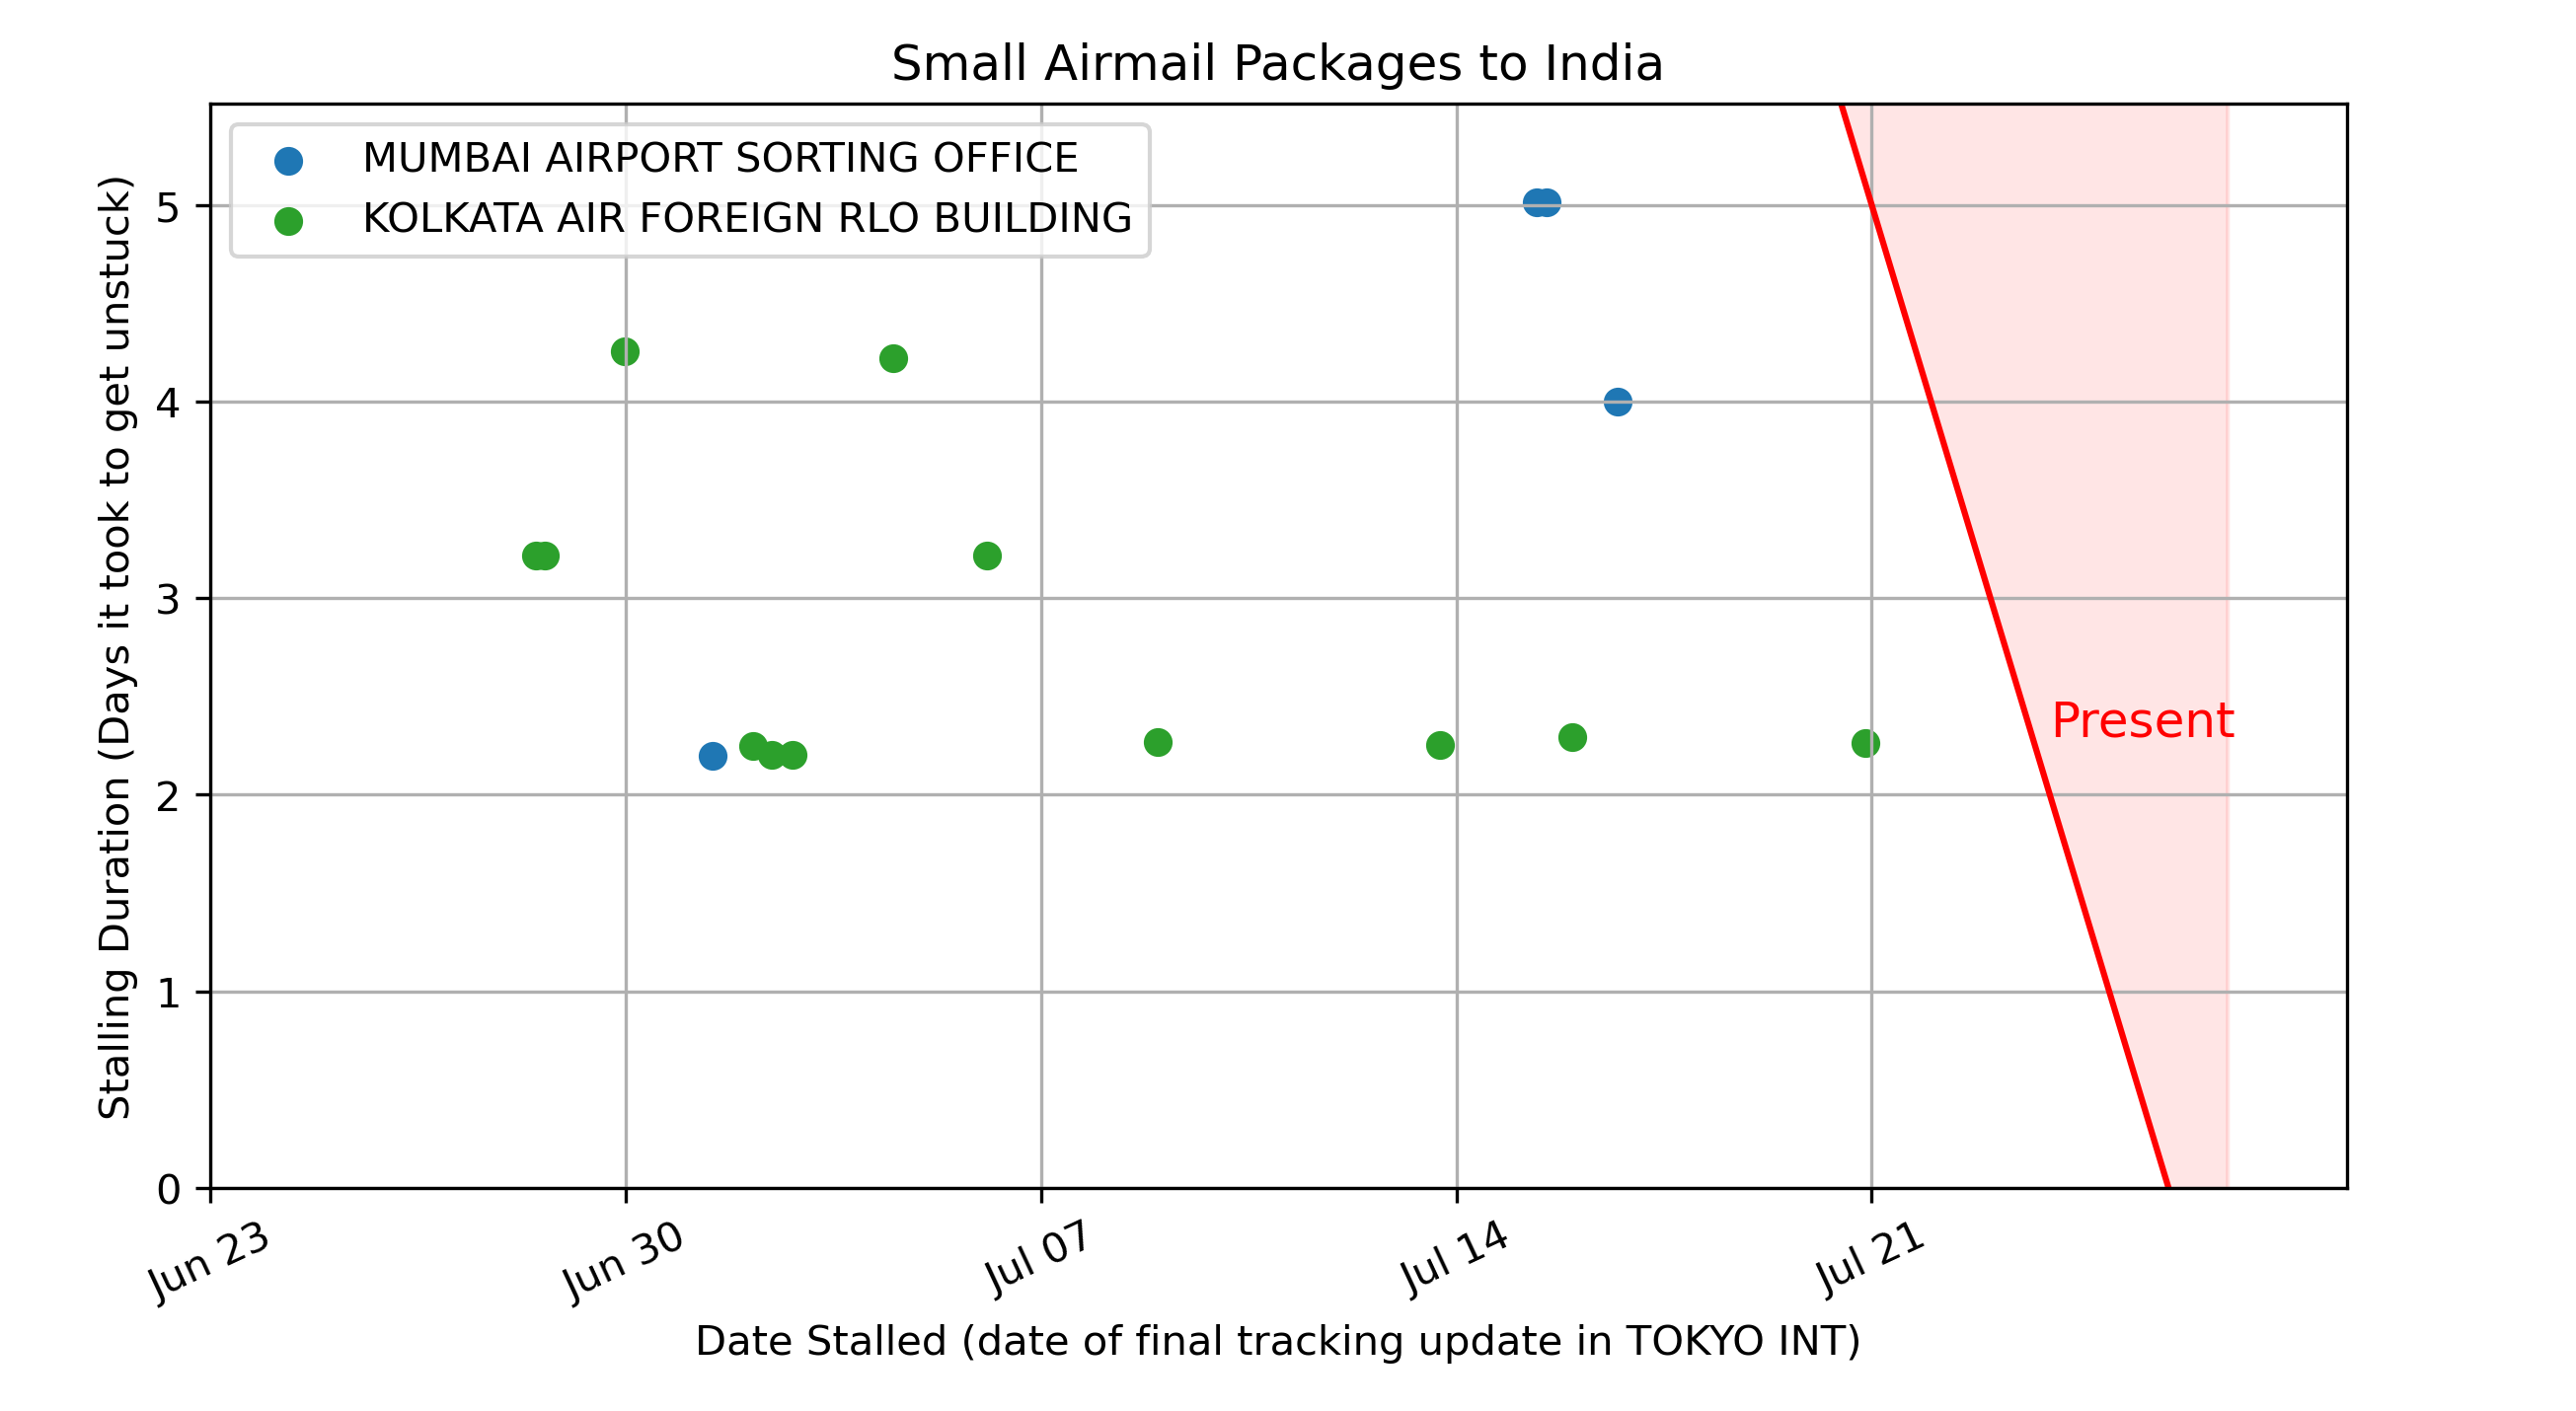 Small Airmail Packages to India
MUMBAI AIRPORT SORTING OFFICE
KOLKATA AIR FOREIGN RLO BUILDING
Stalling Duration (Days it took to get unstuck)
5
4
3
2
1
0
Present
Jun 23
Jun 30
Jul 07
Jul 14
Jul 21
Date Stalled (date of final tracking update in TOKYO INT)